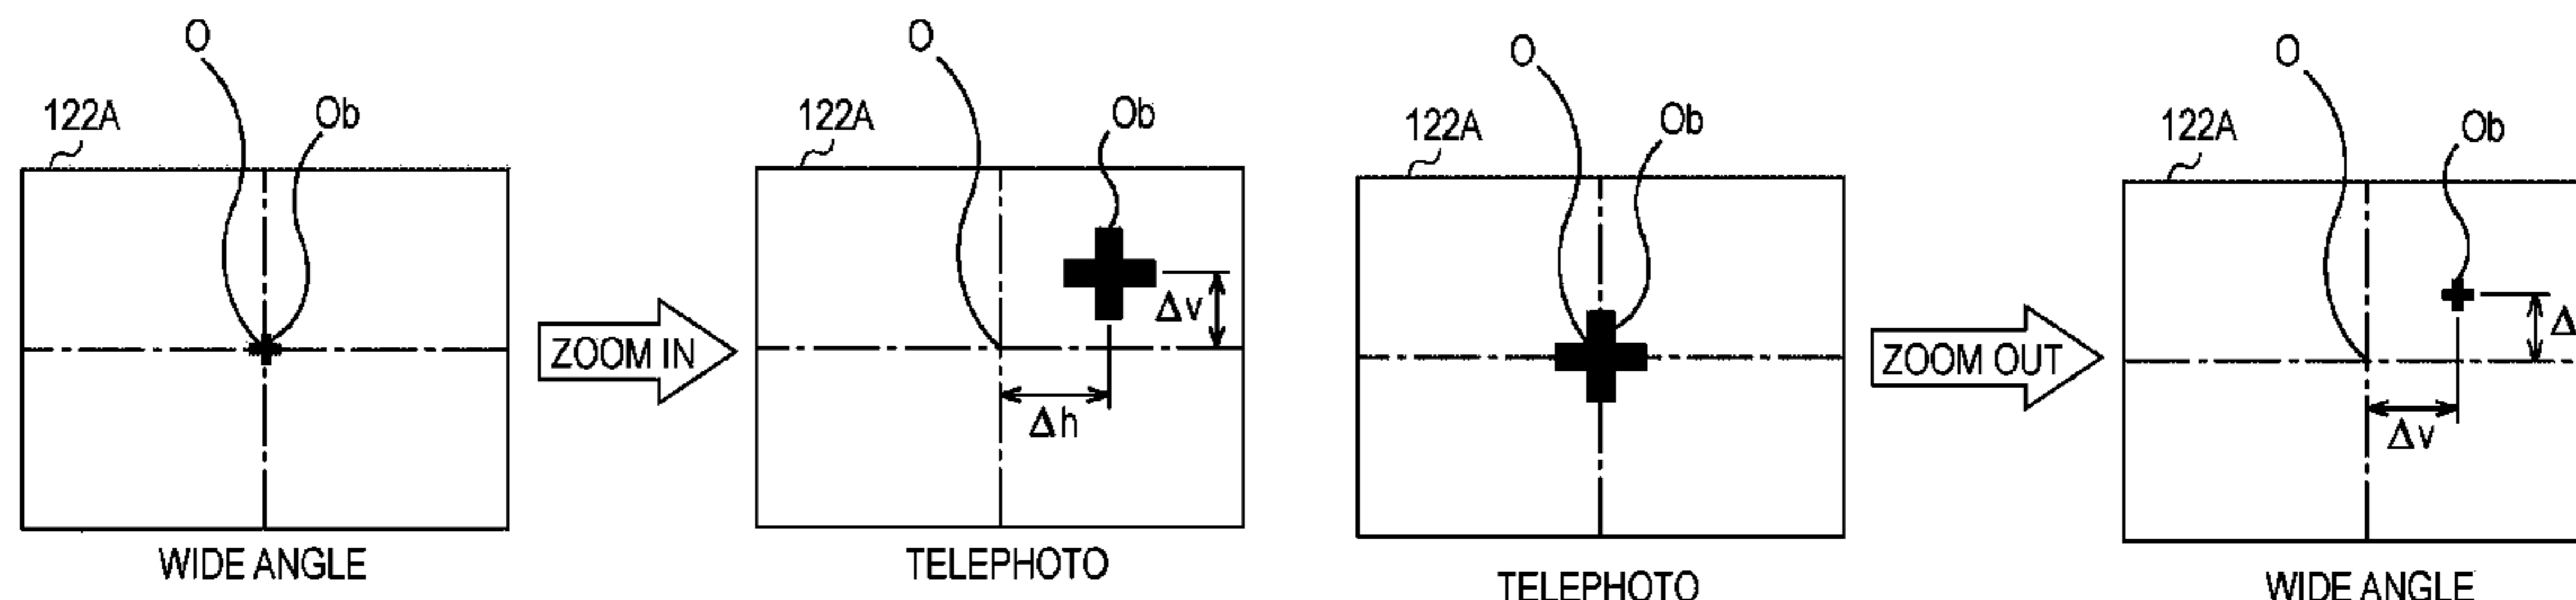 O
Ob
122A
ZOOM IN
WIDE ANGLE
O
Ob
122A
Δv
Δh
TELEPHOTO
O
Ob
122A
ZOOM OUT
TELEPHOTO
O
Ob
122A
Δ
Δv
WIDE ANGLE